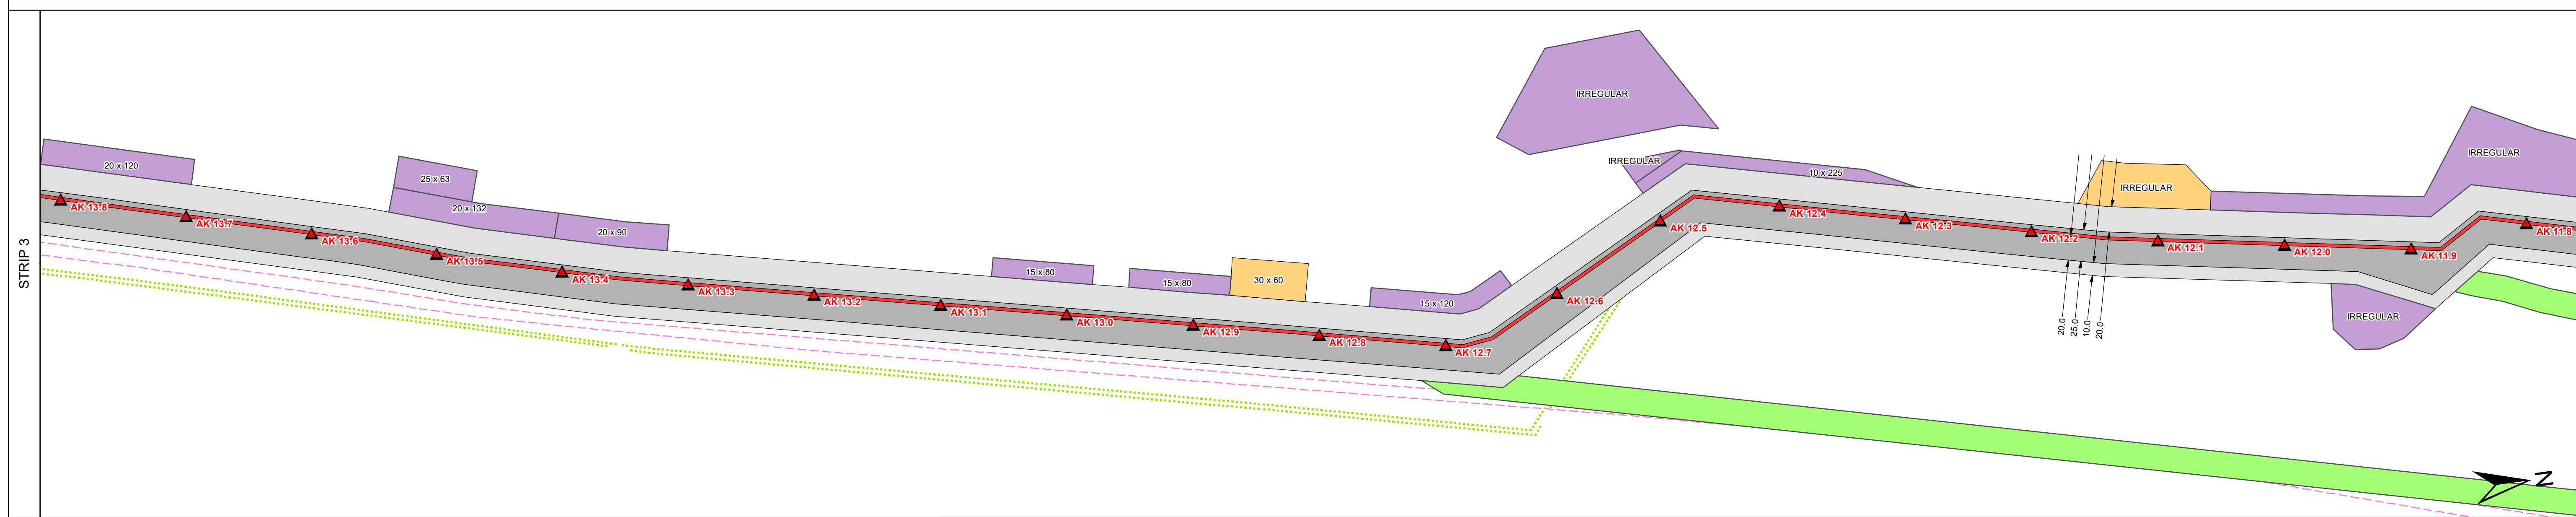 STRIP 3
20 x 120
25 x 63
20 x 132
20 x 90
15 x 80
15 x 80
30 x 60
15 x 120
IRREGULAR
IRREGULAR
10 x 225
IRREGULAR
IRREGULAR
IRREGULAR
AK 13.8
AK 13.7
AK 13.6
AK 13.5
AK 13.4
AK 13.3
AK 13.2
AK 13.1
AK 13.0
AK 12.9
AK 12.8
AK 12.7
AK 12.6
AK 12.5
AK 12.4
AK 12.3
AK 12.2
AK 12.1
AK 12.0
AK 11.9
AK 11.8
20.0
25.0
10.0
20.0
N